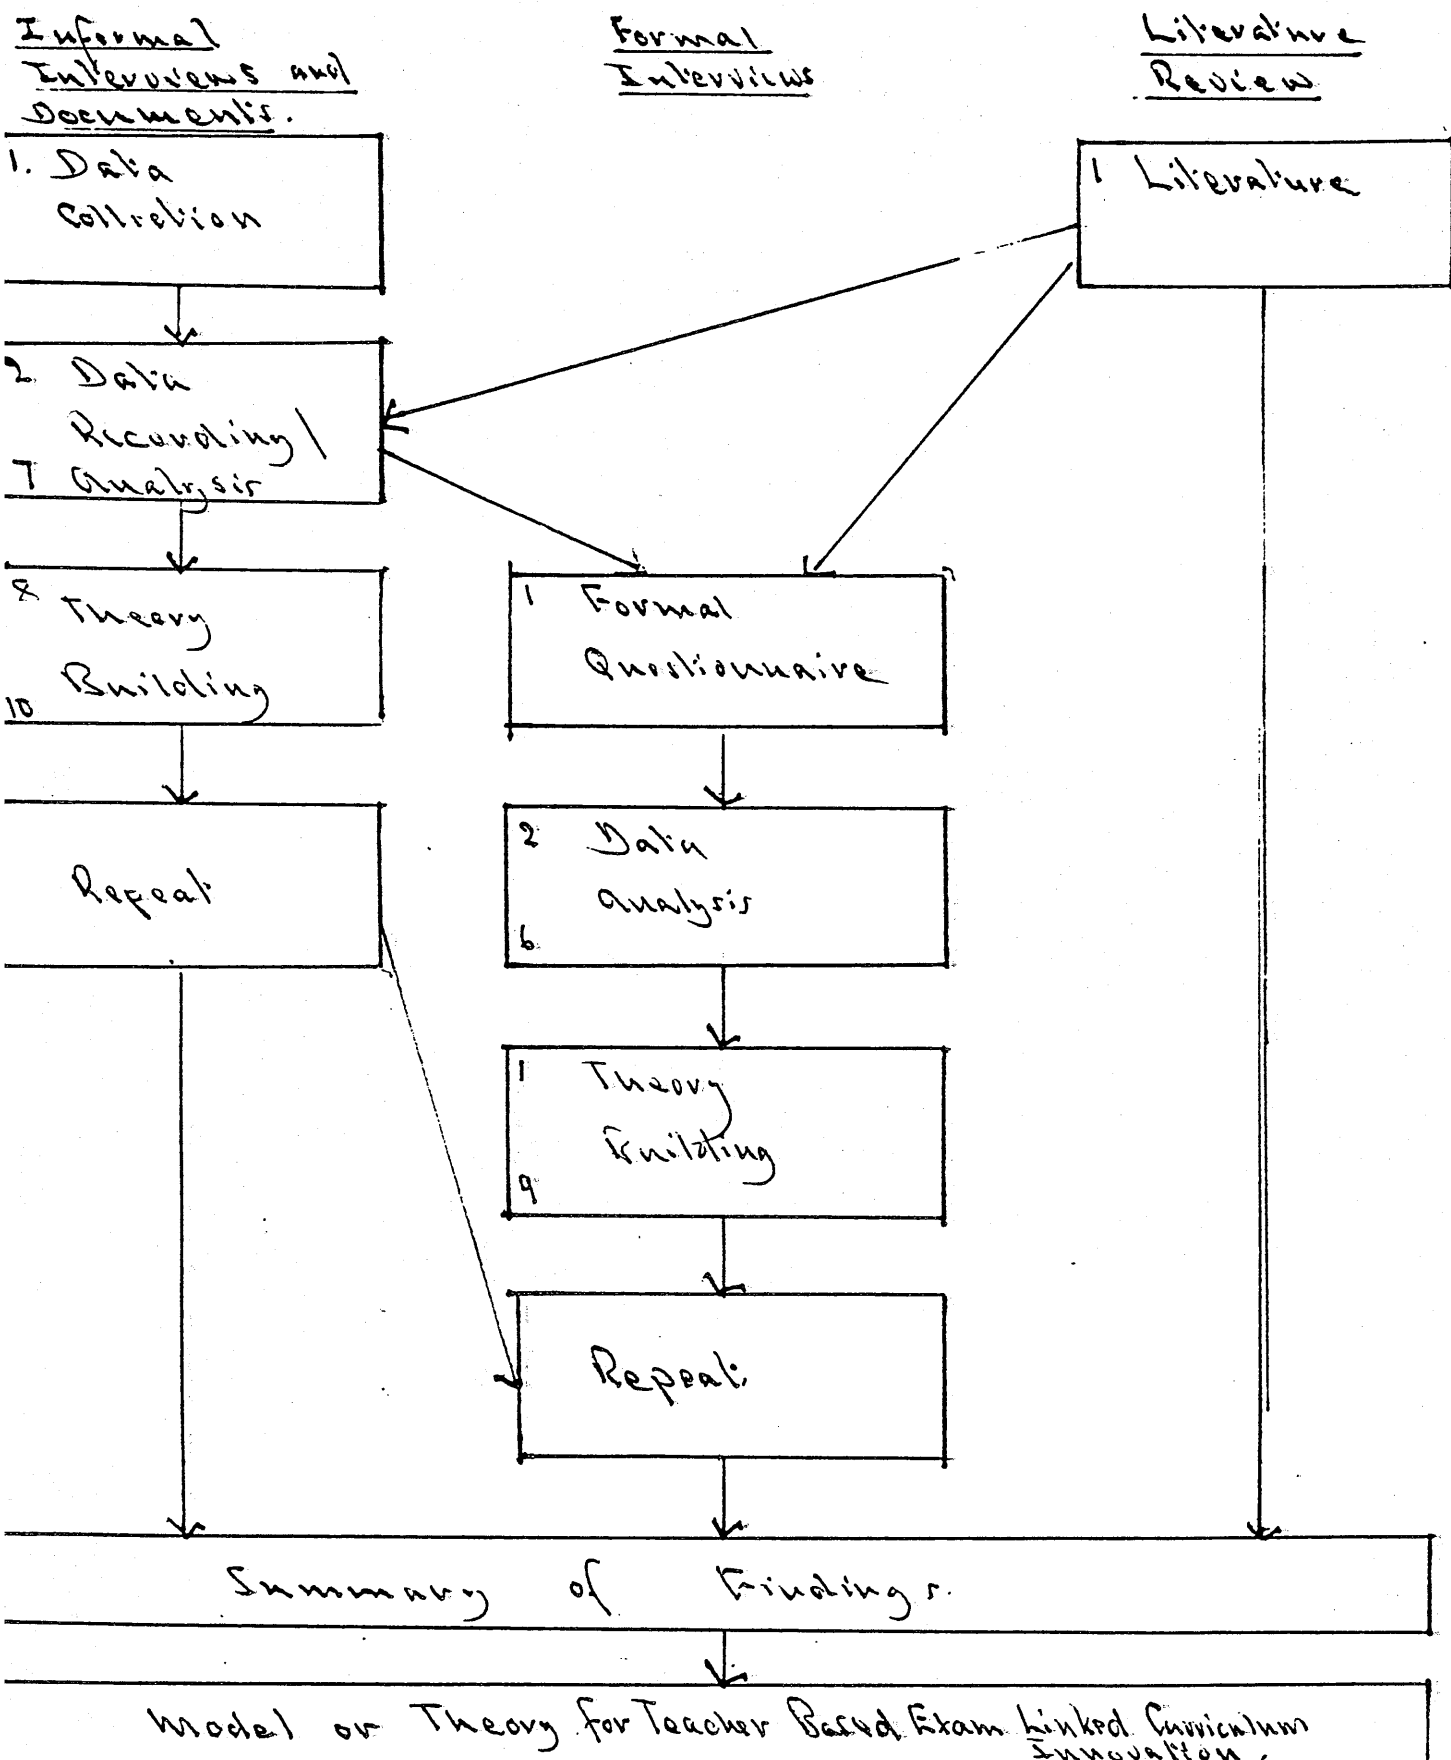 Informal
Interviews and
Documents.
Formal
Interviews
Literature
Review
1. Data
Collection
1 Literature
2 Data
Recording/
7 Analysis
8 Theory
Building
10
1 Formal
Questionnaire
Repeat
2 Data
Analysis
6
1 Theory
Building
9
Repeat
Summary of Findings.
Model or Theory for Teacher Based Exam Linked Curriculum
Innovation.